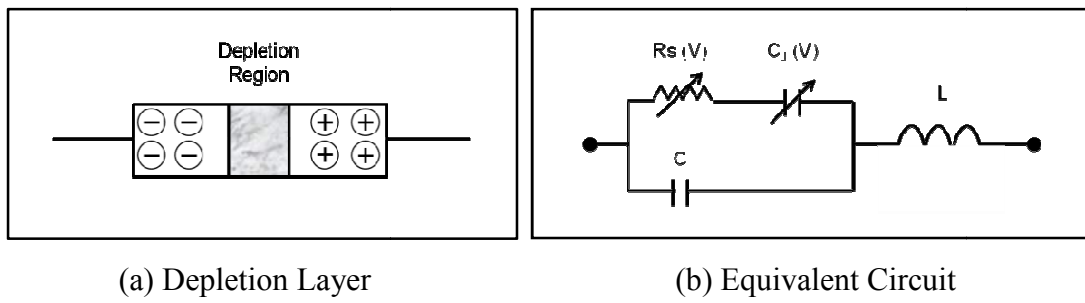 Depletion
Region
− − + +
− − + +
(a) Depletion Layer
Rs (V) CJ (V)
L
C
(b) Equivalent Circuit